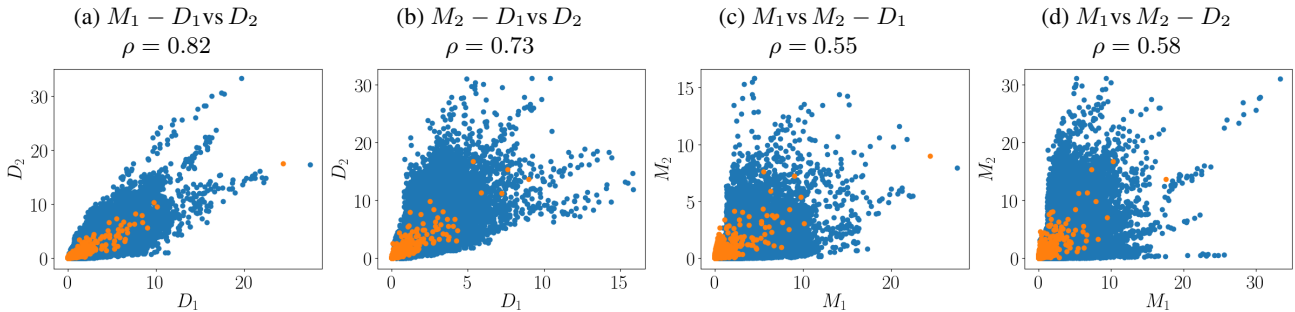 (a) M₁ − D₁ vs D₂
ρ = 0.82
30
20
10
0
D₂
0 10 20
D₁
(b) M₂ − D₁ vs D₂
ρ = 0.73
30
20
10
0
D₂
0 5 10 15
D₁
(c) M₁ vs M₂ − D₁
ρ = 0.55
15
10
5
0
M₂
0 10 20
M₁
(d) M₁ vs M₂ − D₂
ρ = 0.58
30
20
10
0
M₂
0 10 20 30
M₁